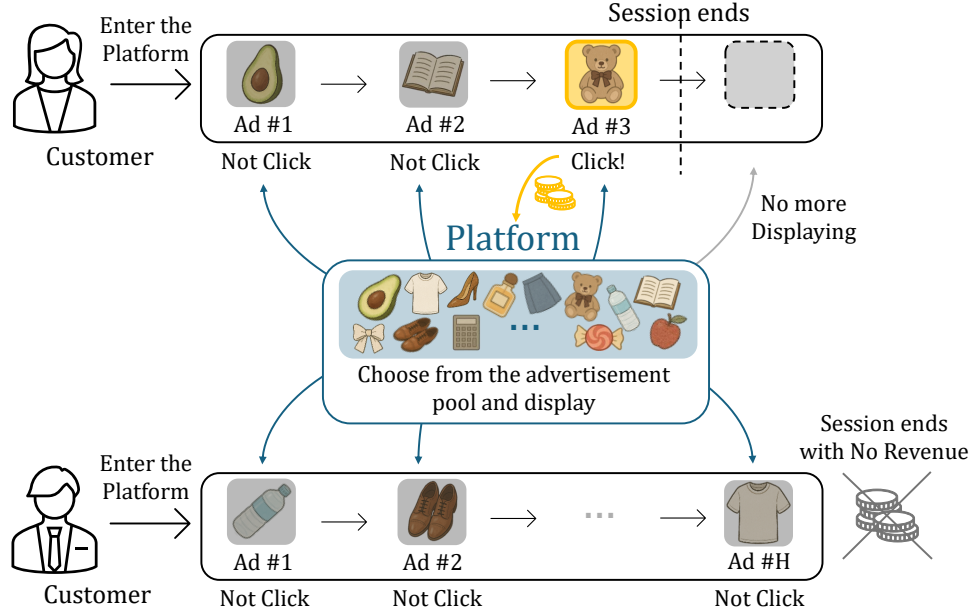 Session ends
Enter the
Platform
Customer
Ad #1
Ad #2
Ad #3
Not Click
Not Click
Click!
No more
Displaying
Platform
...
Choose from the advertisement
pool and display
Session ends
with No Revenue
Enter the
Platform
Customer
...
Ad #1
Ad #2
Ad #H
Not Click
Not Click
Not Click